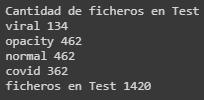 Cantidad de ficheros en Test
viral 134
opacity 462
normal 462
covid 362
ficheros en Test 1420